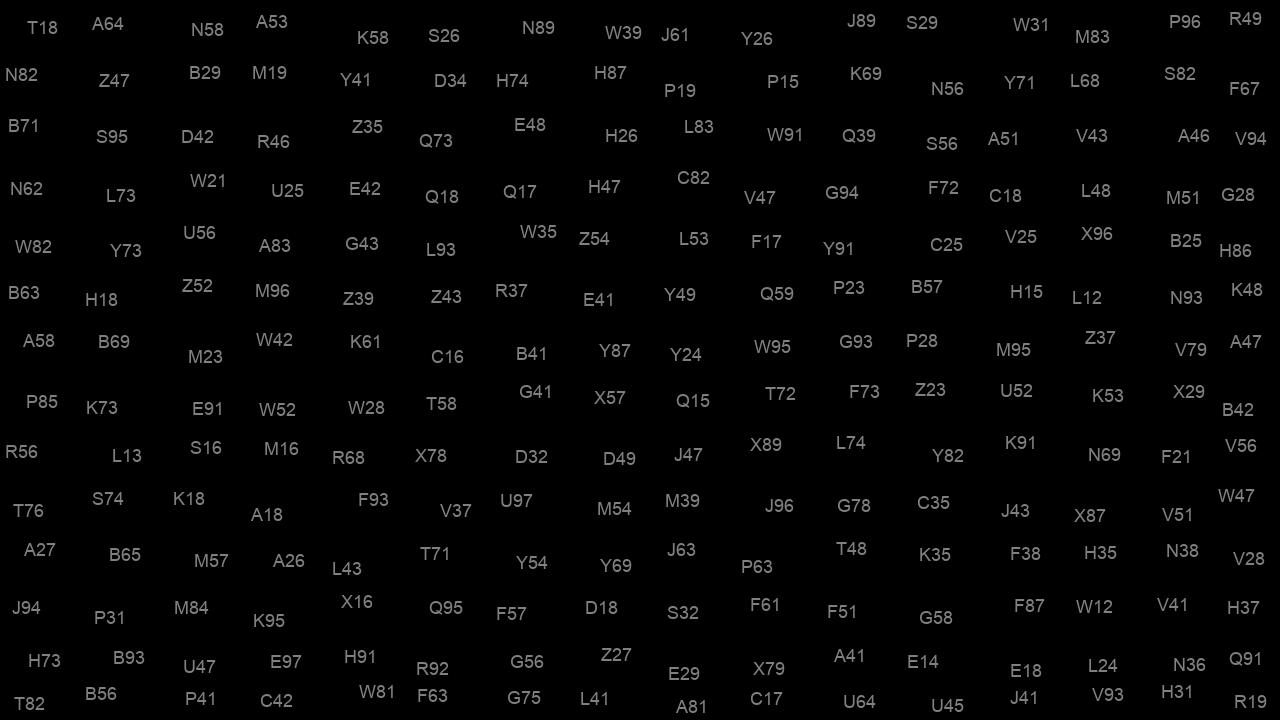 T18 A64 N58 A53 K58 S26 N89 W39 J61 Y26 J89 S29 W31 M83 P96 R49
N82 Z47 B29 M19 Y41 D34 H74 H87 P19 P15 K69 N56 Y71 L68 S82 F67
B71 S95 D42 R46 Z35 Q73 E48 H26 L83 W91 Q39 S56 A51 V43 A46 V94
N62 L73 W21 U25 E42 Q18 Q17 H47 C82 V47 G94 F72 C18 L48 M51 G28
W82 Y73 U56 A83 G43 L93 W35 Z54 L53 F17 Y91 C25 V25 X96 B25 H86
B63 H18 Z52 M96 Z39 Z43 R37 E41 Y49 Q59 P23 B57 H15 L12 N93 K48
A58 B69 M23 W42 K61 C16 B41 Y87 Y24 W95 G93 P28 M95 Z37 V79 A47
P85 K73 E91 W52 W28 T58 G41 X57 Q15 T72 F73 Z23 U52 K53 X29 B42
R56 L13 S16 M16 R68 X78 D32 D49 J47 X89 L74 Y82 K91 N69 F21 V56
T76 S74 K18 A18 F93 V37 U97 M54 M39 J96 G78 C35 J43 X87 V51 W47
A27 B65 M57 A26 L43 T71 Y54 Y69 J63 P63 T48 K35 F38 H35 N38 V28
J94 P31 M84 K95 X16 Q95 F57 D18 S32 F61 F51 G58 F87 W12 V41 H37
H73 B93 U47 E97 H91 R92 G56 Z27 E29 X79 A41 E14 E18 L24 N36 Q91
T82 B56 P41 C42 W81 F63 G75 L41 A81 C17 U64 U45 J41 V93 H31 R19